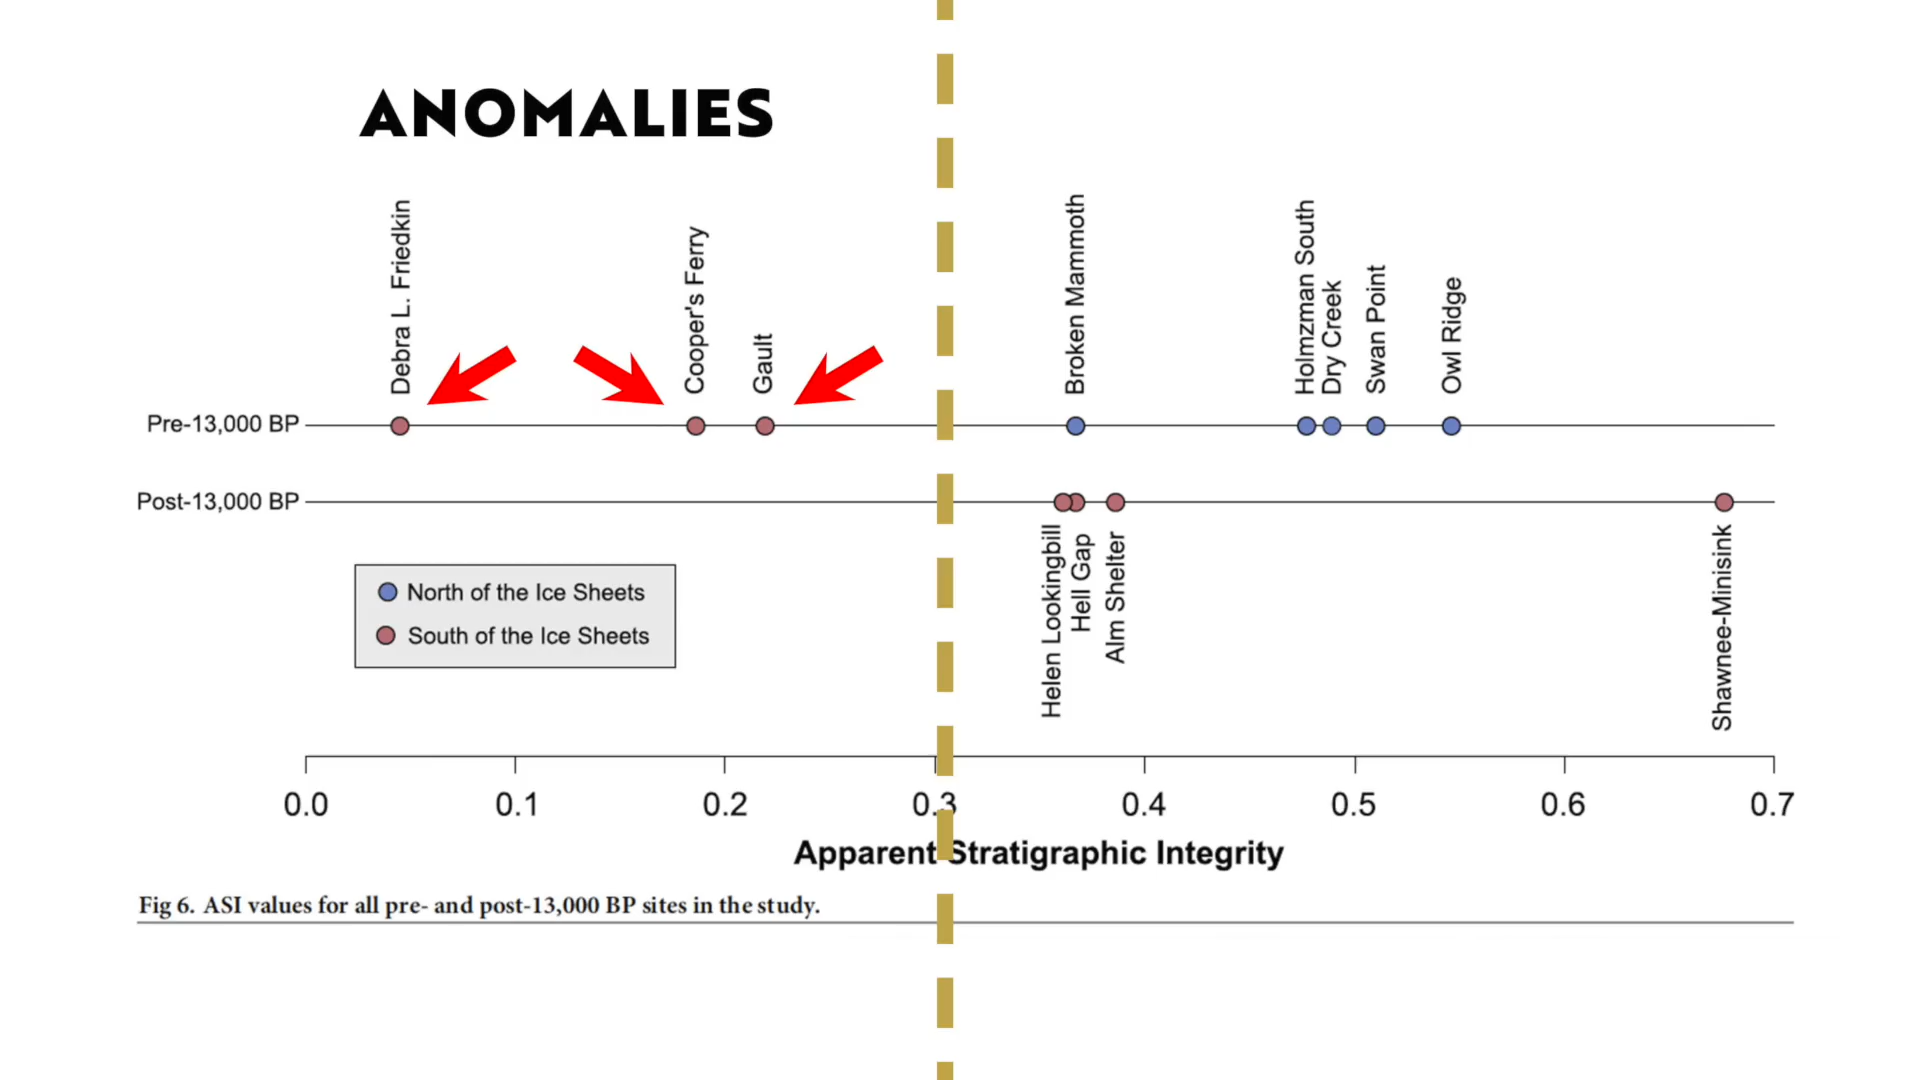 ANOMALIES
Debra L. Friedkin
Cooper's Ferry
Gault
Broken Mammoth
Holmzman South
Dry Creek
Swan Point
Owl Ridge
Pre-13,000 BP
Post-13,000 BP
Helen Lookingbill
Hell Gap
Alm Shelter
Shawnee-Minisink
North of the Ice Sheets
South of the Ice Sheets
0.0 0.1 0.2 0.3 0.4 0.5 0.6 0.7
Apparent Stratigraphic Integrity
Fig 6. ASI values for all pre- and post-13,000 BP sites in the study.